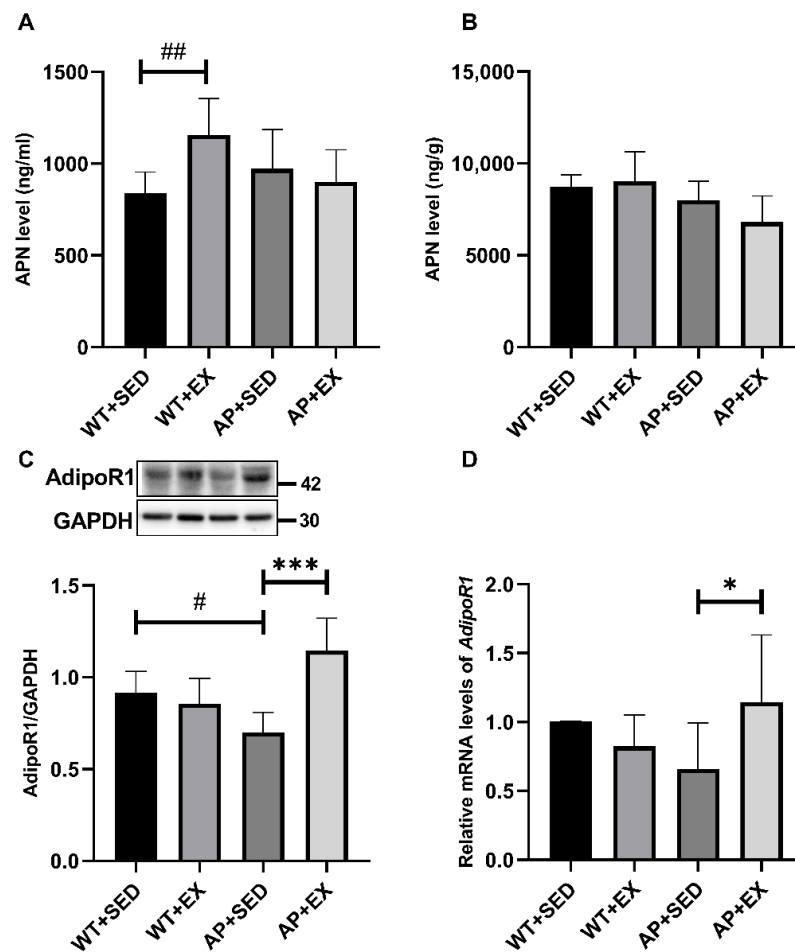 A
APN level (ng/ml)
1500
1000
500
0
##
WT+SED
WT+EX
AP+SED
AP+EX
B
APN level (ng/g)
15,000
10,000
5000
0
WT+SED
WT+EX
AP+SED
AP+EX
C
AdipoR1
42
GAPDH
30
AdipoR1/GAPDH
1.5
1.0
0.5
0.0
#
***
WT+SED
WT+EX
AP+SED
AP+EX
D
Relative mRNA levels of AdipoR1
2.0
1.5
1.0
0.5
0.0
*
WT+SED
WT+EX
AP+SED
AP+EX